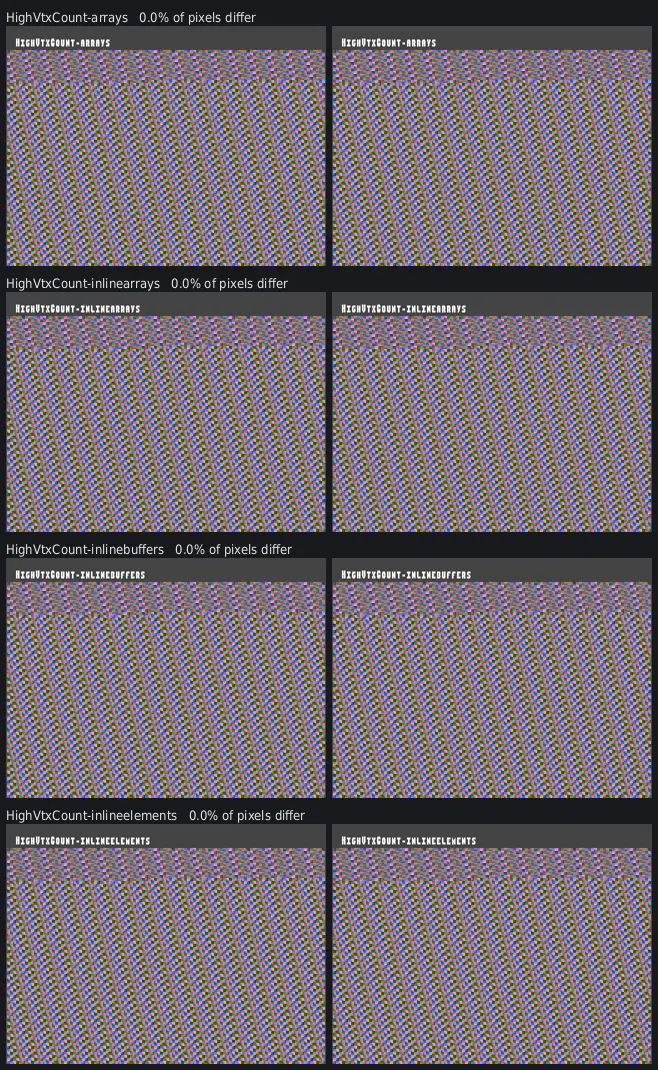 HighVtxCount-arrays 0.0% of pixels differ
HighVtxCount-arrays HighVtxCount-arrays
HighVtxCount-inlinearrays 0.0% of pixels differ
HighVtxCount-inlinearrays HighVtxCount-inlinearrays
HighVtxCount-inlinebuffers 0.0% of pixels differ
HighVtxCount-inlinebuffers HighVtxCount-inlinebuffers
HighVtxCount-inlineelements 0.0% of pixels differ
HighVtxCount-inlineelements HighVtxCount-inlineelements